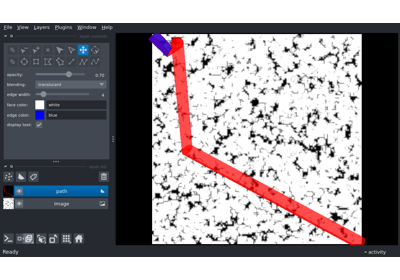 File View Layers Plugins Window Help
opacity: 0.70
blending: translucent
edge width: 4
face color: white
edge color: blue
display text:
path
Image
Ready
activity